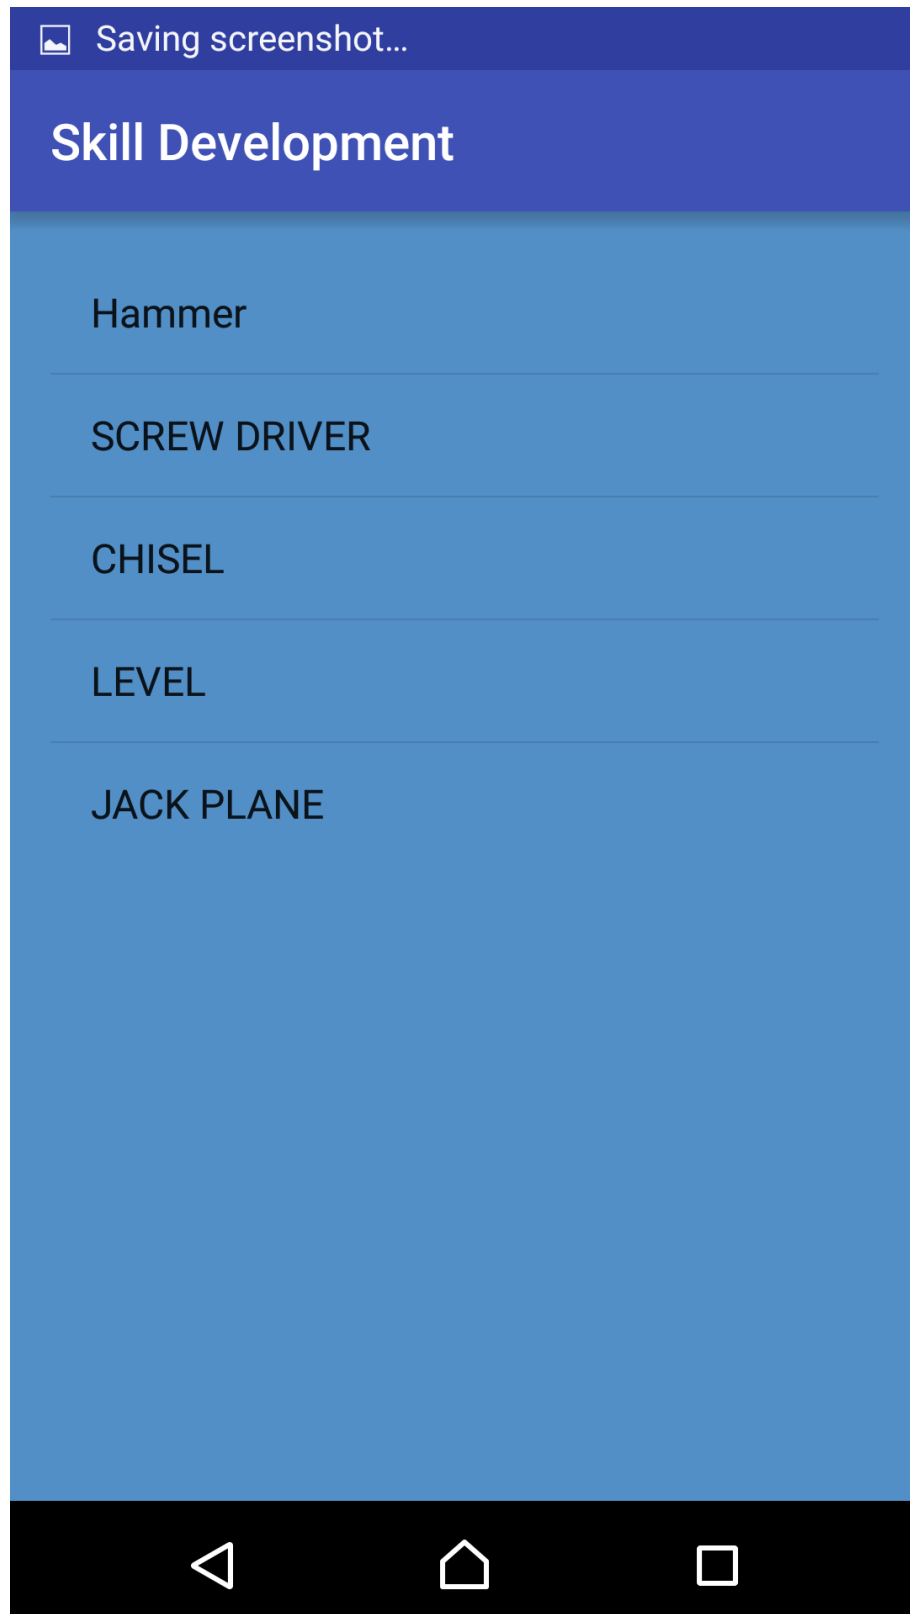 Saving screenshot...
Skill Development
Hammer
SCREW DRIVER
CHISEL
LEVEL
JACK PLANE